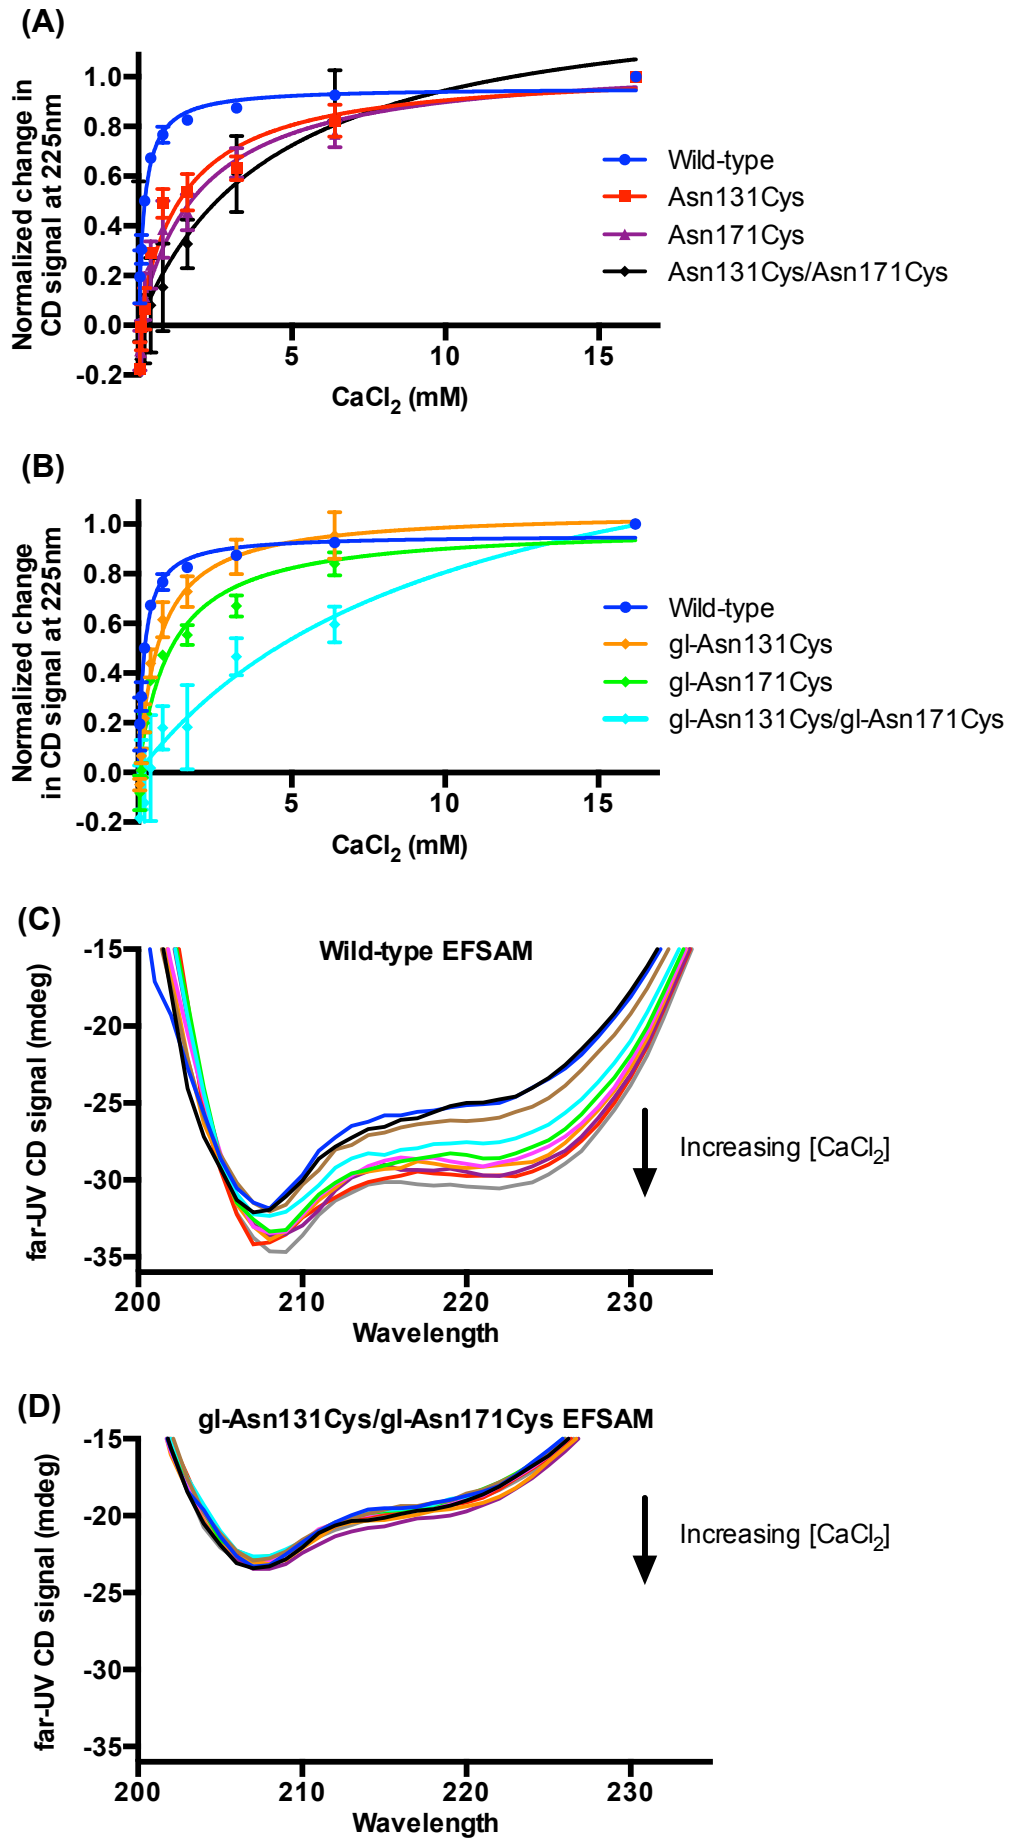 (A)
Normalized change in
CD signal at 225nm
1.0
0.8
0.6
0.4
0.2
0.0
-0.2
5
10
15
CaCl2 (mM)
Wild-type
Asn131Cys
Asn171Cys
Asn131Cys/Asn171Cys
(B)
Normalized change
in CD signal at 225nm
1.0
0.8
0.6
0.4
0.2
0.0
-0.2
5
10
15
CaCl2 (mM)
Wild-type
gl-Asn131Cys
gl-Asn171Cys
gl-Asn131Cys/gl-Asn171Cys
(C)
Wild-type EFSAM
far-UV CD signal (mdeg)
-15
-20
-25
-30
-35
200
210
220
230
Wavelength
Increasing [CaCl2]
(D)
gl-Asn131Cys/gl-Asn171Cys EFSAM
far-UV CD signal (mdeg)
-15
-20
-25
-30
-35
200
210
220
230
Wavelength
Increasing [CaCl2]